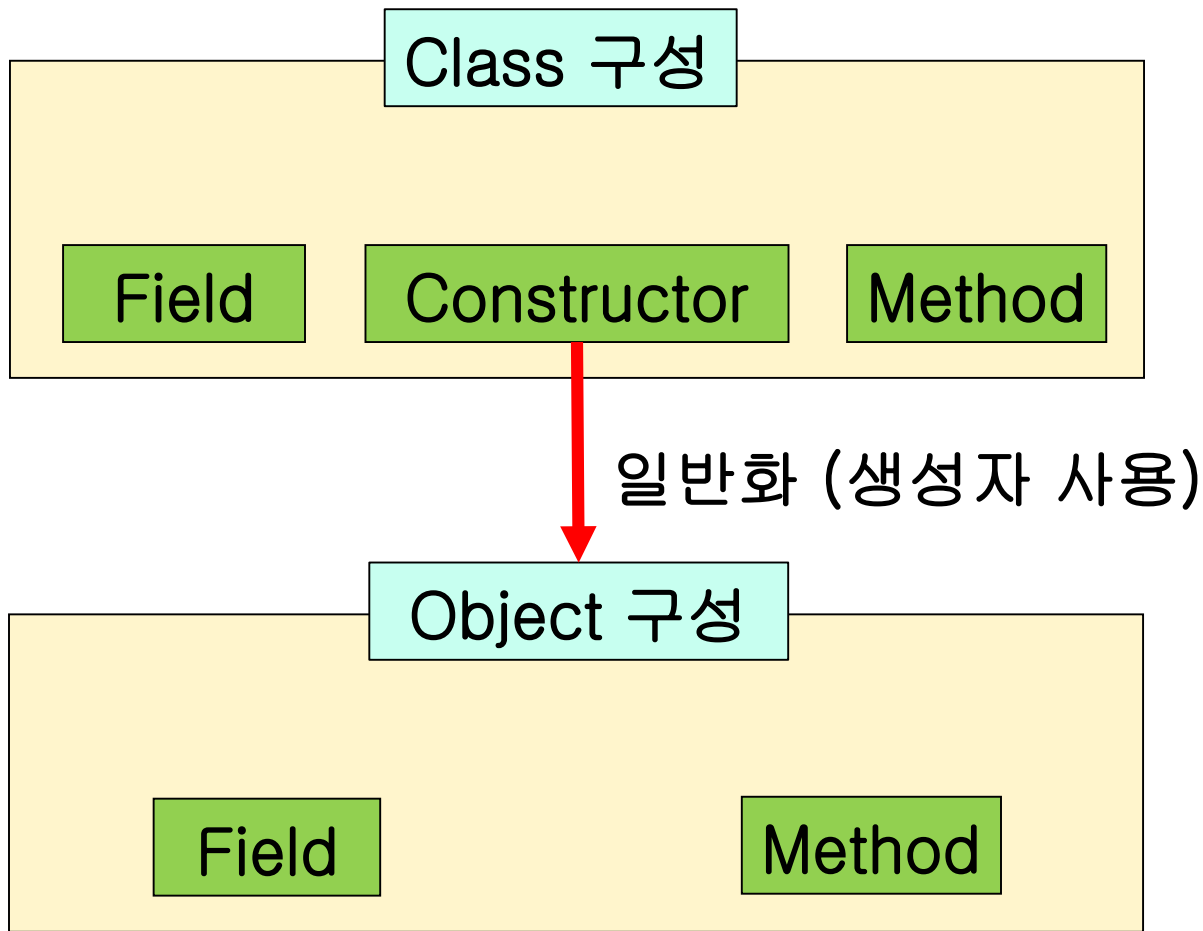 Class 구성
Field
Constructor
Method
일반화 (생성자 사용)
Object 구성
Field
Method